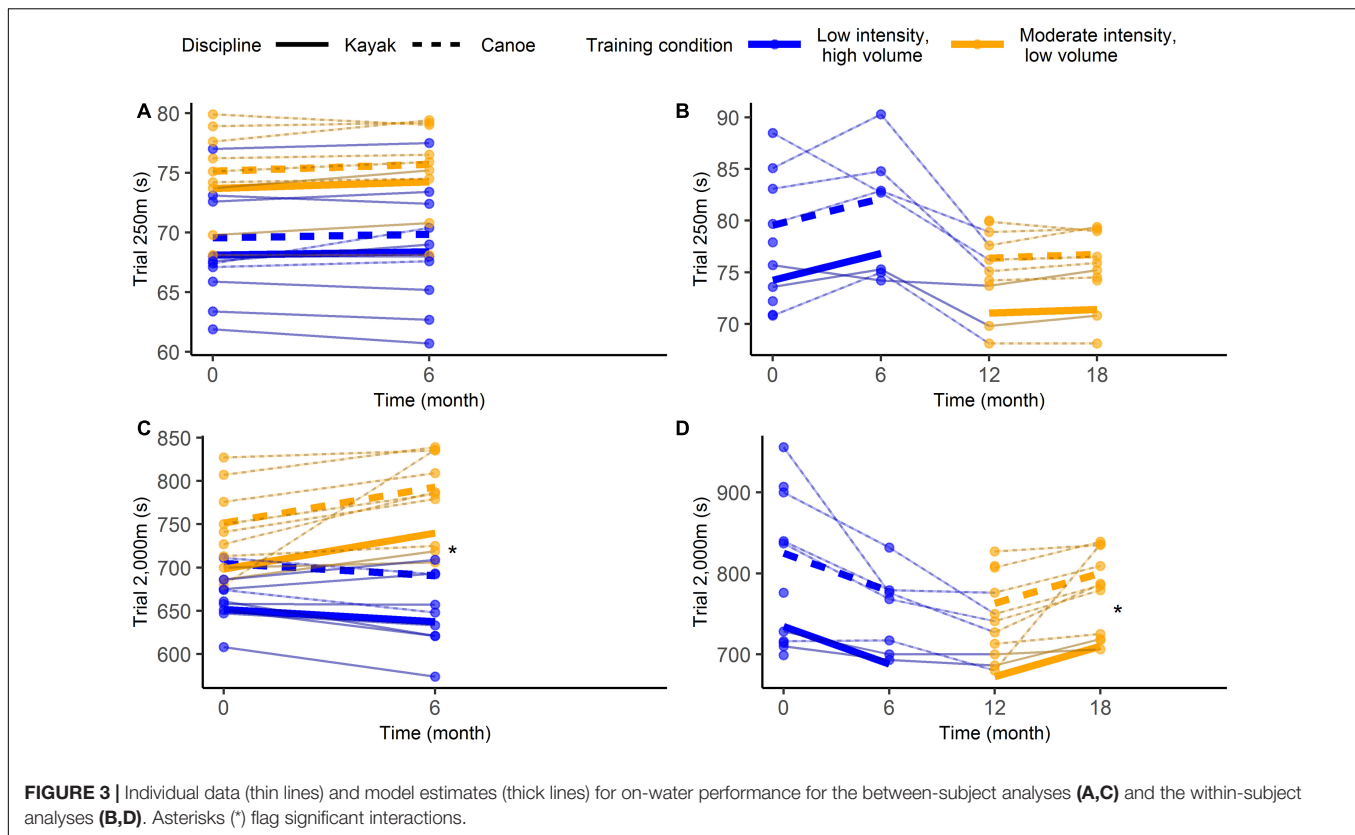 Discipline Kayak Canoe Training condition Low intensity, high volume Moderate intensity, low volume
A
Trial 250m (s)
80
75
70
65
60
0 6
Time (month)
B
Trial 250m (s)
90
85
80
75
70
0 6 12 18
Time (month)
C
Trial 2,000m (s)
850
800
750
700
650
600
*
0 6
Time (month)
D
Trial 2,000m (s)
900
800
700
*
0 6 12 18
Time (month)
FIGURE 3 | Individual data (thin lines) and model estimates (thick lines) for on-water performance for the between-subject analyses (A,C) and the within-subject
analyses (B,D). Asterisks (*) flag significant interactions.